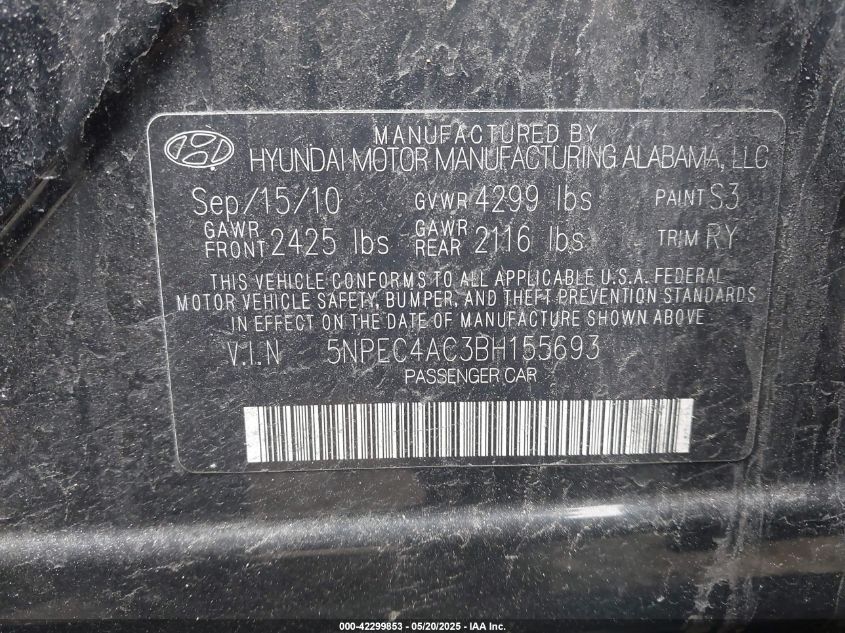 MANUFACTURED BY
HYUNDAI MOTOR MANUFACTURING ALABAMA, LLC
Sep/15/10 GVWR 4299 lbs PAINT S3
GAWR FRONT 2425 lbs GAWR REAR 2116 lbs TRIM RY
THIS VEHICLE CONFORMS TO ALL APPLICABLE U.S.A. FEDERAL
MOTOR VEHICLE SAFETY, BUMPER, AND THEFT PREVENTION STANDARDS
IN EFFECT ON THE DATE OF MANUFACTURE SHOWN ABOVE
V.I.N 5NPEC4AC3BH155693
PASSENGER CAR
000-42299853 - 05/20/2025 - IAA Inc.